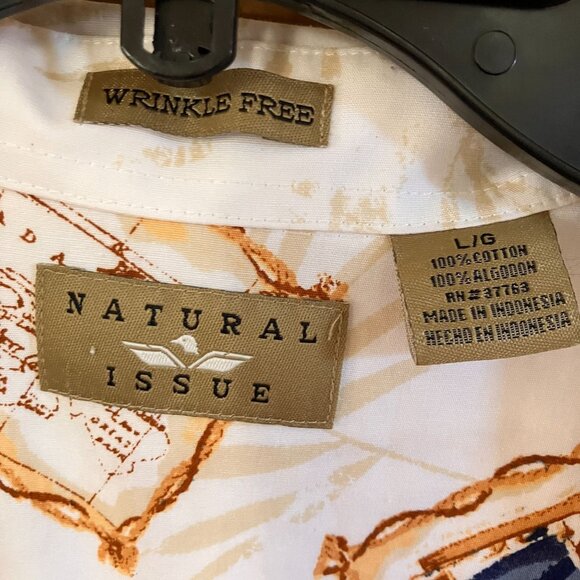 WRINKLE FREE
L/G
100% COTTON
100% ALGODON
RN# 37763
MADE IN INDONESIA
HECHO EN INDONESIA
NATURAL
ISSUE